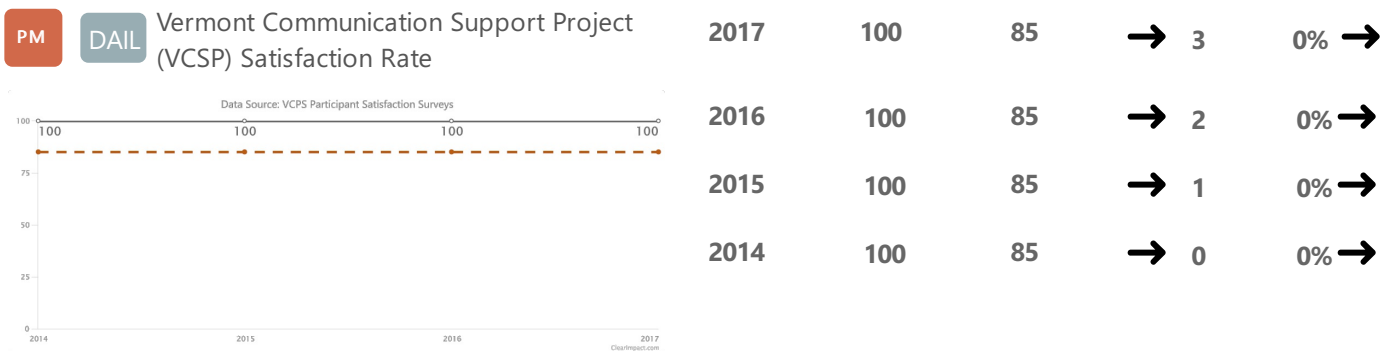 PM
DAIL
Vermont Communication Support Project
(VCSP) Satisfaction Rate
Data Source: VCPS Participant Satisfaction Surveys
100
100 100 100 100
75
50
25
0
2014 2015 2016 2017
ClearImpact.com
2017 100 85 → 3 0% →
2016 100 85 → 2 0% →
2015 100 85 → 1 0% →
2014 100 85 → 0 0% →